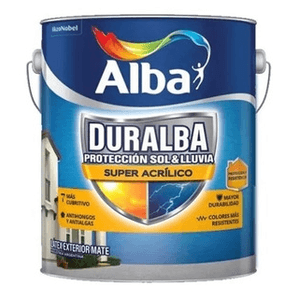 AkzoNobel
Alba
DURALBA
PROTECCIÓN SOL & LLUVIA
SUPER ACRÍLICO
MÁS
CUBRITIVO
ANTIHONGOS
Y ANTIALGAS
MAYOR
DURABILIDAD
COLORES MÁS
RESISTENTES
LÁTEX EXTERIOR MATE